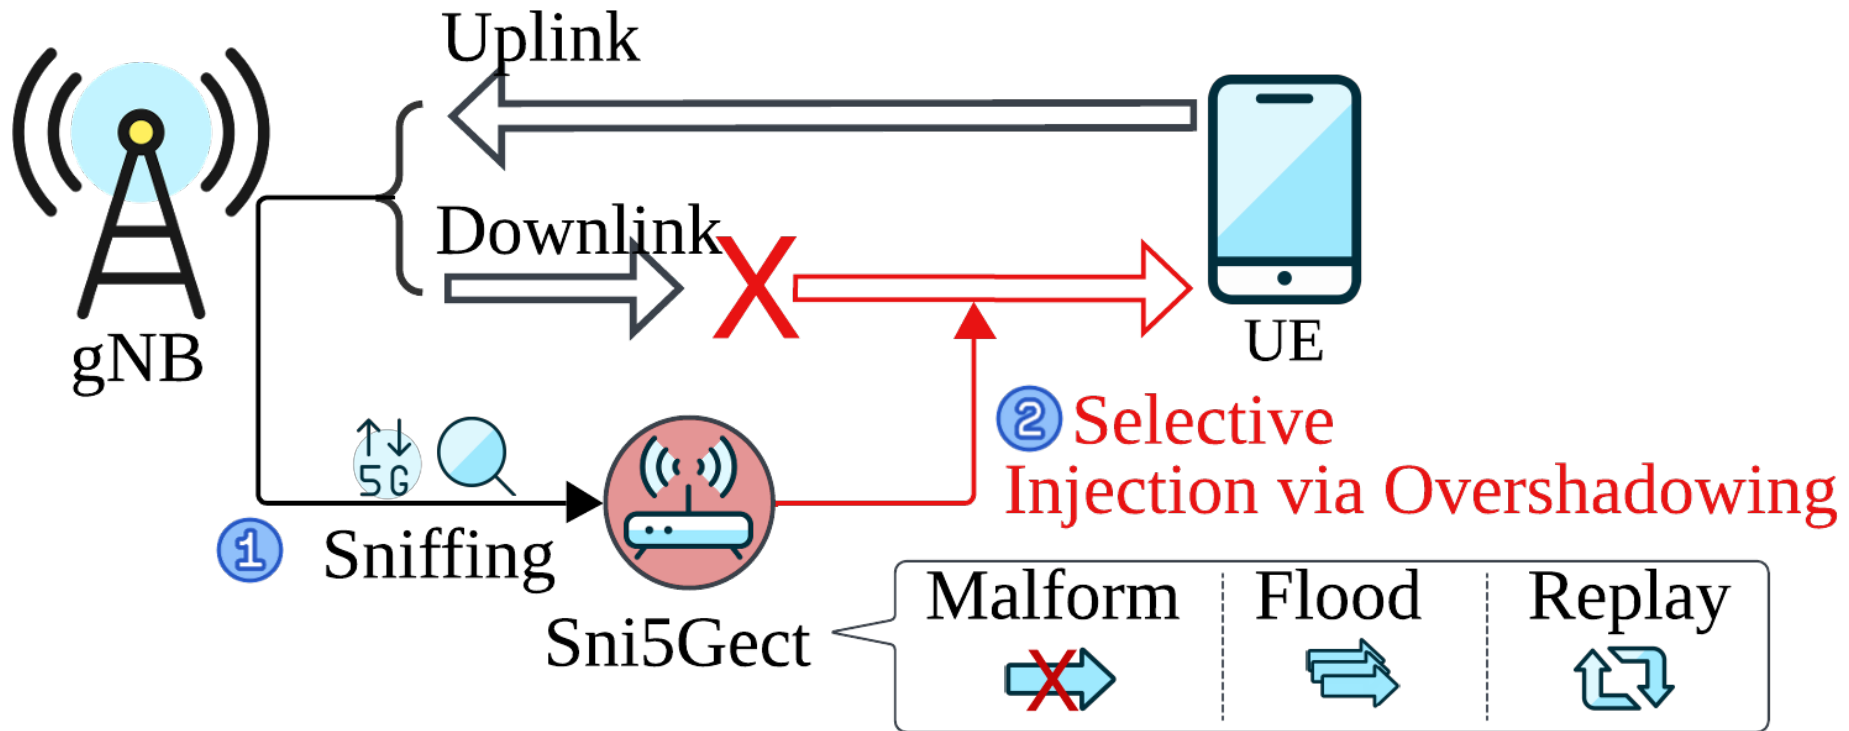 Uplink
Downlink
gNB
UE
5G
1
Sniffing
2 Selective
Injection via Overshadowing
Sni5Gect
Malform
Flood
Replay